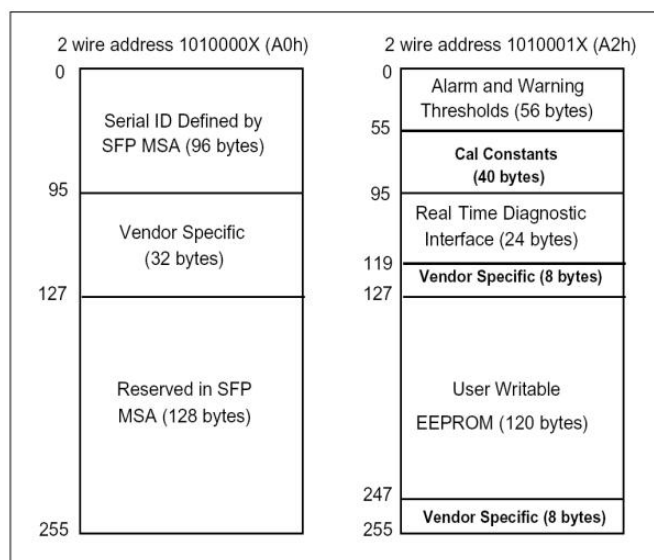 2 wire address 1010000X (A0h)
0
Serial ID Defined by
SFP MSA (96 bytes)
95
Vendor Specific
(32 bytes)
127
Reserved in SFP
MSA (128 bytes)
255
2 wire address 1010001X (A2h)
0
Alarm and Warning
Thresholds (56 bytes)
55
Cal Constants
(40 bytes)
95
Real Time Diagnostic
Interface (24 bytes)
119
Vendor Specific (8 bytes)
127
User Writable
EEPROM (120 bytes)
247
Vendor Specific (8 bytes)
255